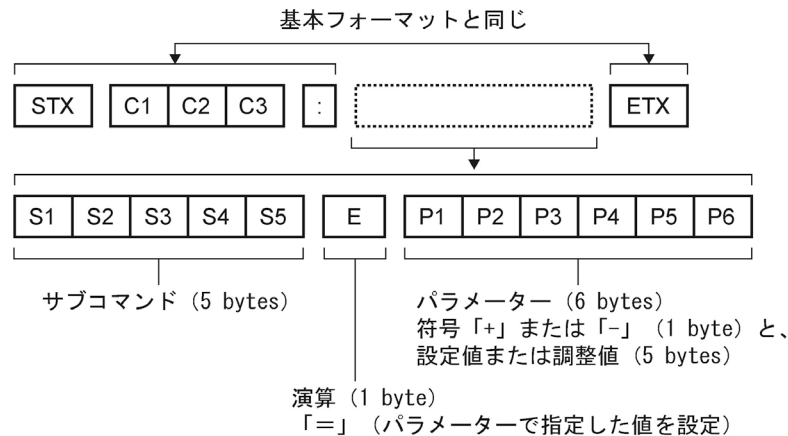 基本フォーマットと同じ
STX C1 C2 C3 : ETX
S1 S2 S3 S4 S5 E P1 P2 P3 P4 P5 P6
サブコマンド(5 bytes)
パラメーター(6 bytes)
符号「+」または「-」(1 byte)と、
設定値または調整値(5 bytes)
演算(1 byte)
「=」(パラメーターで指定した値を設定)